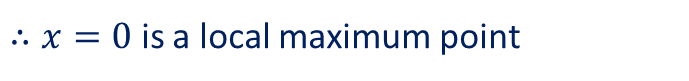 ∴ x = 0 is a local maximum point